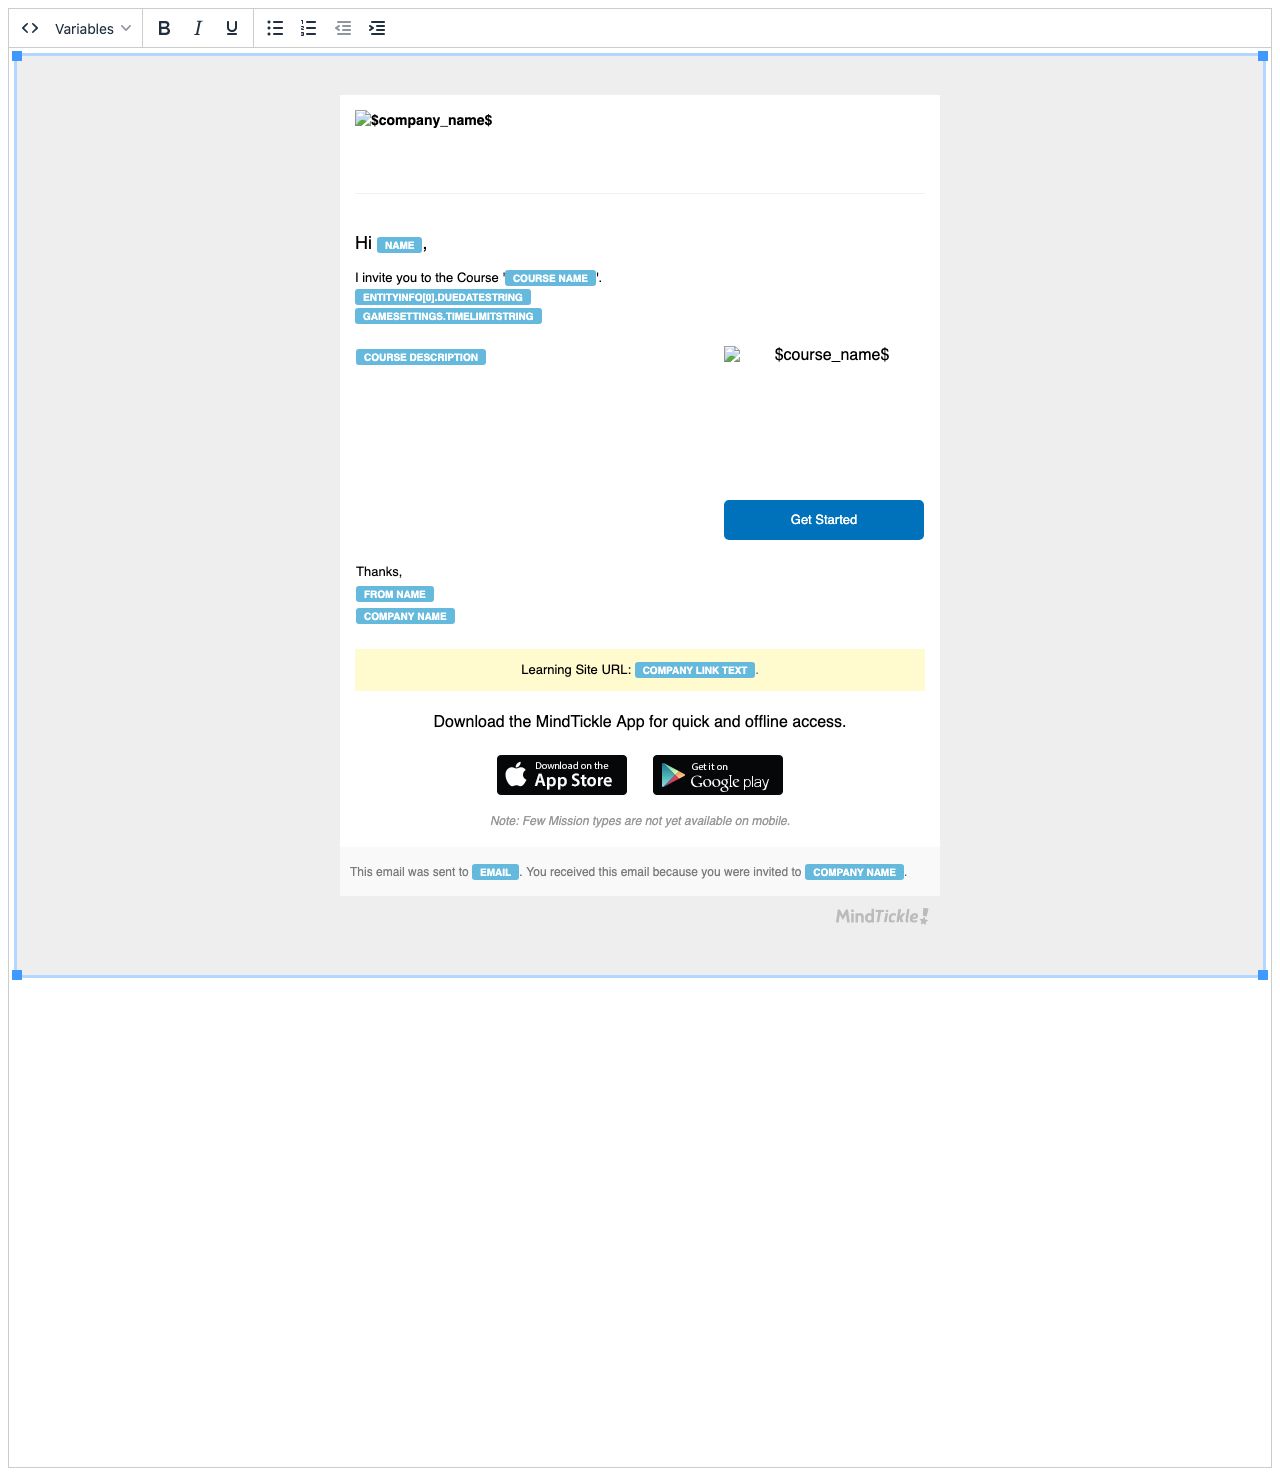 Variables B I U
$company_name$
Hi NAME ,
I invite you to the Course 'COURSE NAME'.
ENTITYINFO[0].DUEDATESTRING
GAMESETTINGS.TIMELIMITSTRING
COURSE DESCRIPTION
$course_name$
Get Started
Thanks,
FROM NAME
COMPANY NAME
Learning Site URL: COMPANY LINK TEXT.
Download the MindTickle App for quick and offline access.
Download on the
App Store
Get it on
Google play
Note: Few Mission types are not yet available on mobile.
This email was sent to EMAIL. You received this email because you were invited to COMPANY NAME.
MindTickle!